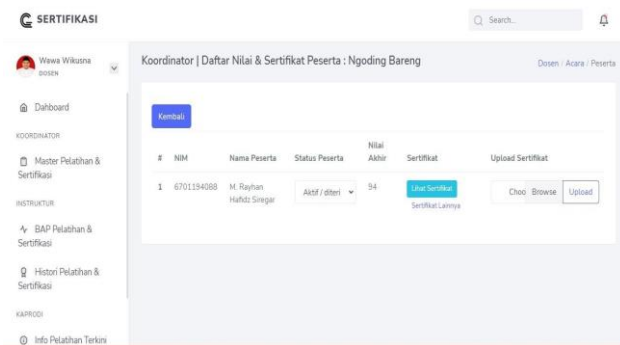 SERTIFIKASI
Search...
Wawa Wikusna
DOSEN
Koordinator | Daftar Nilai & Sertifikat Peserta : Ngoding Bareng
Dosen / Acara / Peserta
Dahboard
KOORDINATOR
Master Pelatihan &
Sertifikasi
INSTRUKTUR
BAP Pelatihan &
Sertifikasi
Histori Pelatihan &
Sertifikasi
KAPRODI
Info Pelatihan Terkini
Kembali
# NIM Nama Peserta Status Peserta Nilai Akhir Sertifikat Upload Sertifikat
1 6701194088 M. Rayhan Hafidz Siregar Aktif / diteri 94 Lihat Sertifikat Choo Browse Upload
Sertifikat Lainnya